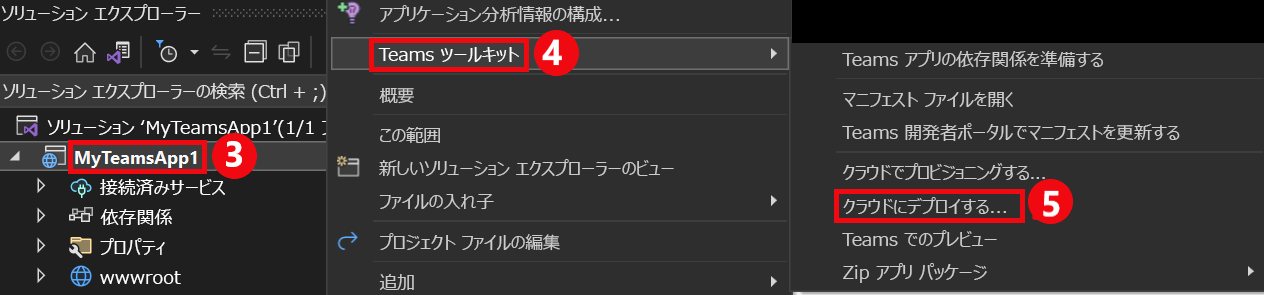 ソリューション エクスプローラー
ソリューション エクスプローラーの検索 (Ctrl + ;)
ソリューション 'MyTeamsApp1'(1/1
MyTeamsApp1
3
接続済みサービス
依存関係
プロパティ
wwwroot
アプリケーション分析情報の構成...
Teams ツールキット
4
概要
この範囲
新しいソリューション エクスプローラーのビュー
ファイルの入れ子
プロジェクト ファイルの編集
追加
Teams アプリの依存関係を準備する
マニフェスト ファイルを開く
Teams 開発者ポータルでマニフェストを更新する
クラウドでプロビジョニングする...
クラウドにデプロイする...
5
Teams でのプレビュー
Zip アプリ パッケージ